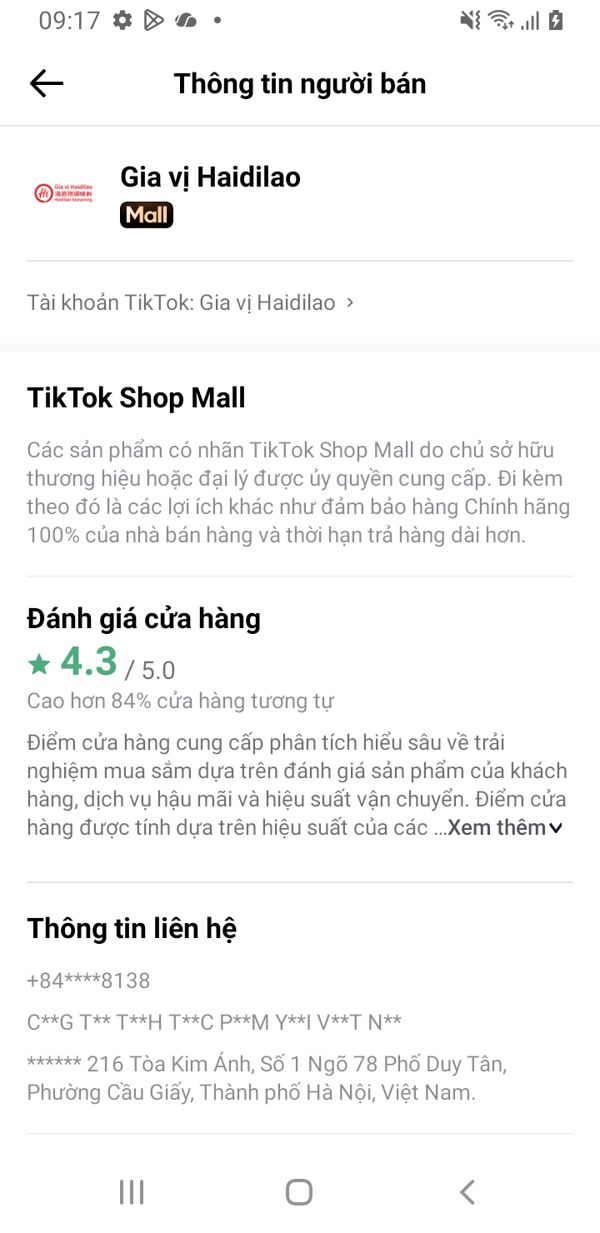 09:17
Thông tin người bán
Gia vị Haidilao
Haidilao Seasoning
Gia vị Haidilao
Mall
Tài khoản TikTok: Gia vị Haidilao >
TikTok Shop Mall
Các sản phẩm có nhãn TikTok Shop Mall do chủ sở hữu
thương hiệu hoặc đại lý được ủy quyền cung cấp. Đi kèm
theo đó là các lợi ích khác như đảm bảo hàng Chính hãng
100% của nhà bán hàng và thời hạn trả hàng dài hơn.
Đánh giá cửa hàng
4.3 / 5.0
Cao hơn 84% cửa hàng tương tự
Điểm cửa hàng cung cấp phân tích hiểu sâu về trải
nghiệm mua sắm dựa trên đánh giá sản phẩm của khách
hàng, dịch vụ hậu mãi và hiệu suất vận chuyển. Điểm cửa
hàng được tính dựa trên hiệu suất của các ...Xem thêm
Thông tin liên hệ
+84****8138
C**G T** T**H T**C P**M Y**I V**T N**
****** 216 Tòa Kim Ánh, Số 1 Ngõ 78 Phố Duy Tân,
Phường Cầu Giấy, Thành phố Hà Nội, Việt Nam.